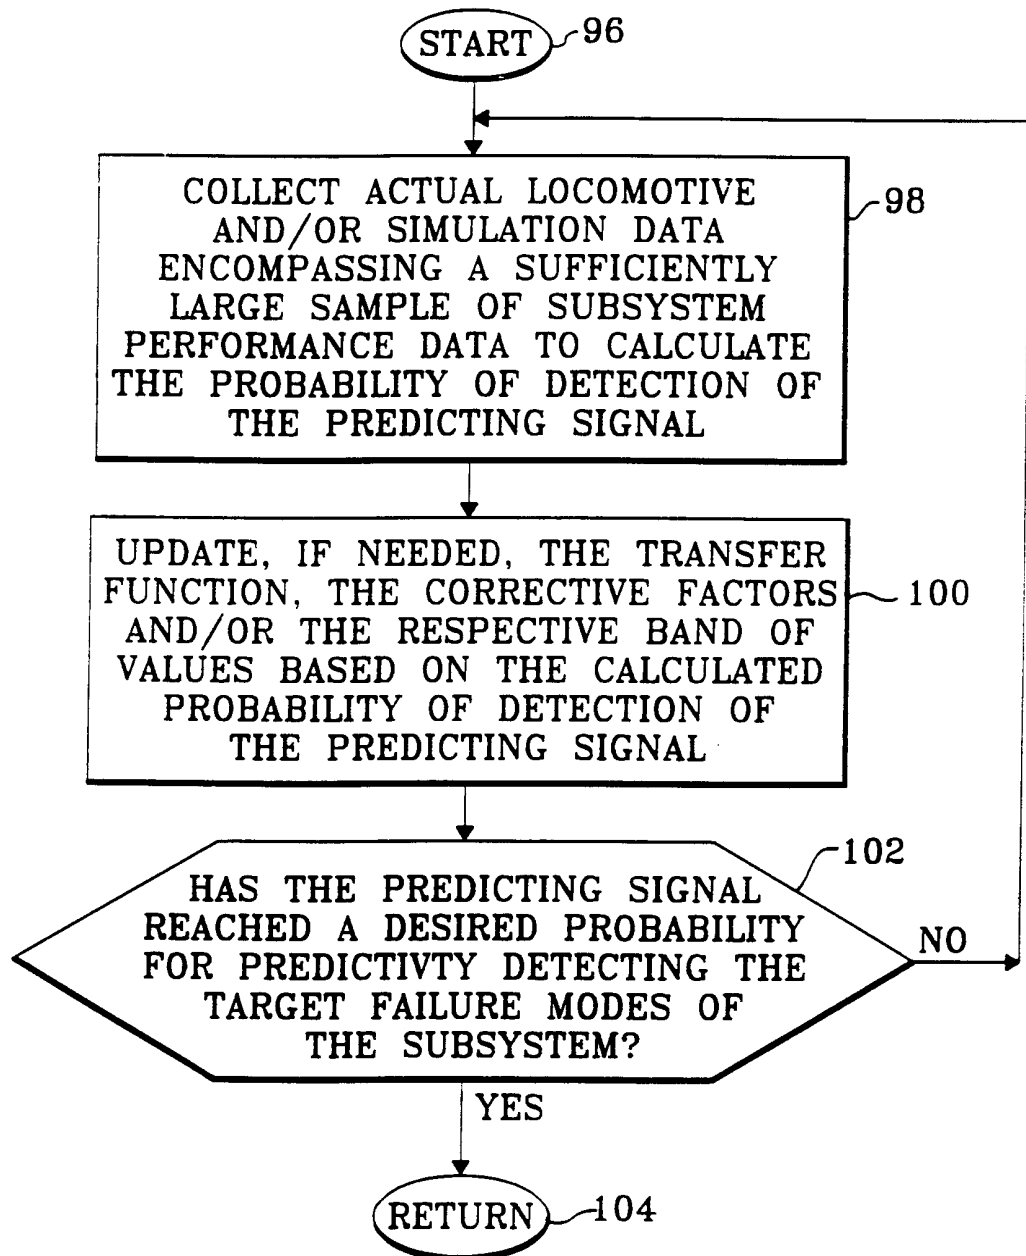 START
96
COLLECT ACTUAL LOCOMOTIVE
AND/OR SIMULATION DATA
ENCOMPASSING A SUFFICIENTLY
LARGE SAMPLE OF SUBSYSTEM
PERFORMANCE DATA TO CALCULATE
THE PROBABILITY OF DETECTION OF
THE PREDICTING SIGNAL
98
UPDATE, IF NEEDED, THE TRANSFER
FUNCTION, THE CORRECTIVE FACTORS
AND/OR THE RESPECTIVE BAND OF
VALUES BASED ON THE CALCULATED
PROBABILITY OF DETECTION OF
THE PREDICTING SIGNAL
100
HAS THE PREDICTING SIGNAL
REACHED A DESIRED PROBABILITY
FOR PREDICTIVTY DETECTING THE
TARGET FAILURE MODES OF
THE SUBSYSTEM?
102
NO
YES
RETURN
104